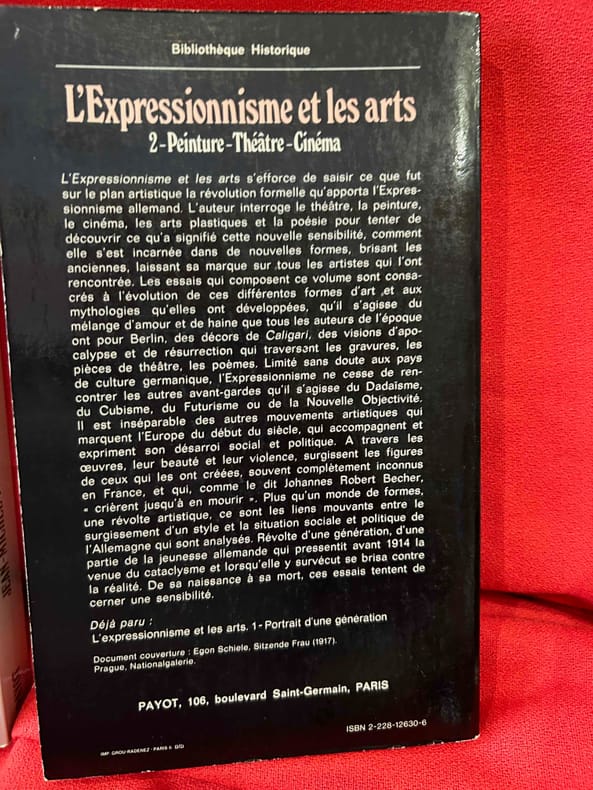 Bibliothèque Historique
L'Expressionnisme et les arts
2-Peinture-Théâtre-Cinéma
L'Expressionnisme et les arts s'efforce de saisir ce que fut
sur le plan artistique la révolution formelle qu'apporta l'Expres-
sionnisme allemand. L'auteur interroge le théâtre, la peinture,
le cinéma, les arts plastiques et la poésie pour tenter de
découvrir ce qu'a signifié cette nouvelle sensibilité, comment
elle s'est incarnée dans de nouvelles formes, brisant les
anciennes, laissant sa marque sur tous les artistes qui l'ont
rencontrée. Les essais qui composent ce volume sont consa-
crés à l'évolution de ces différentos formes d'art et aux
mythologies qu'elles ont développées, qu'il s'agisse du
mélange d'amour et de haine que tous les auteurs de l'époque
ont pour Berlin, des décors de Caligari, des visions d'apo-
calypse et de résurrection qui traversent les gravures, les
pièces de théâtre, les poèmes. Limité sans doute aux pays
de culture germanique, l'Expressionnisme ne cesse de ren-
contrer les autres avant-gardes qu'il s'agisse du Dadaïsme,
du Cubisme, du Futurisme ou de la Nouvelle Objectivité.
Il est inséparable des autres mouvements artistiques qui
marquent l'Europe du début du siècle, qui accompagnent et
expriment son désarroi social et politique. A travers les
œuvres, leur beauté et leur violence, surgissent les figures
de ceux qui les ont créées, souvent complètement inconnus
en France, et qui, comme le dit Johannes Robert Becher,
« crièrent jusqu'à en mourir ». Plus qu'un monde de formes,
une révolte artistique, ce sont les liens mouvants entre le
surgissement d'un style et la situation sociale et politique de
l'Allemagne qui sont analysés. Révolte d'une génération, d'une
partie de la jeunesse allemande qui pressentit avant 1914 la
venue du cataclysme et lorsqu'elle y survécut se brisa contre
la réalité. De sa naissance à sa mort, ces essais tentent de
cerner une sensibilité.
Déjà paru :
L'expressionnisme et les arts. 1-Portrait d'une génération
Document couverture : Egon Schiele, Sitzende Frau (1917).
Prague, Nationalgalerie.
PAYOT, 106, boulevard Saint-Germain, PARIS
ISBN 2-228-12630-6
IMP. GROU-RADENEZ - PARIS 6